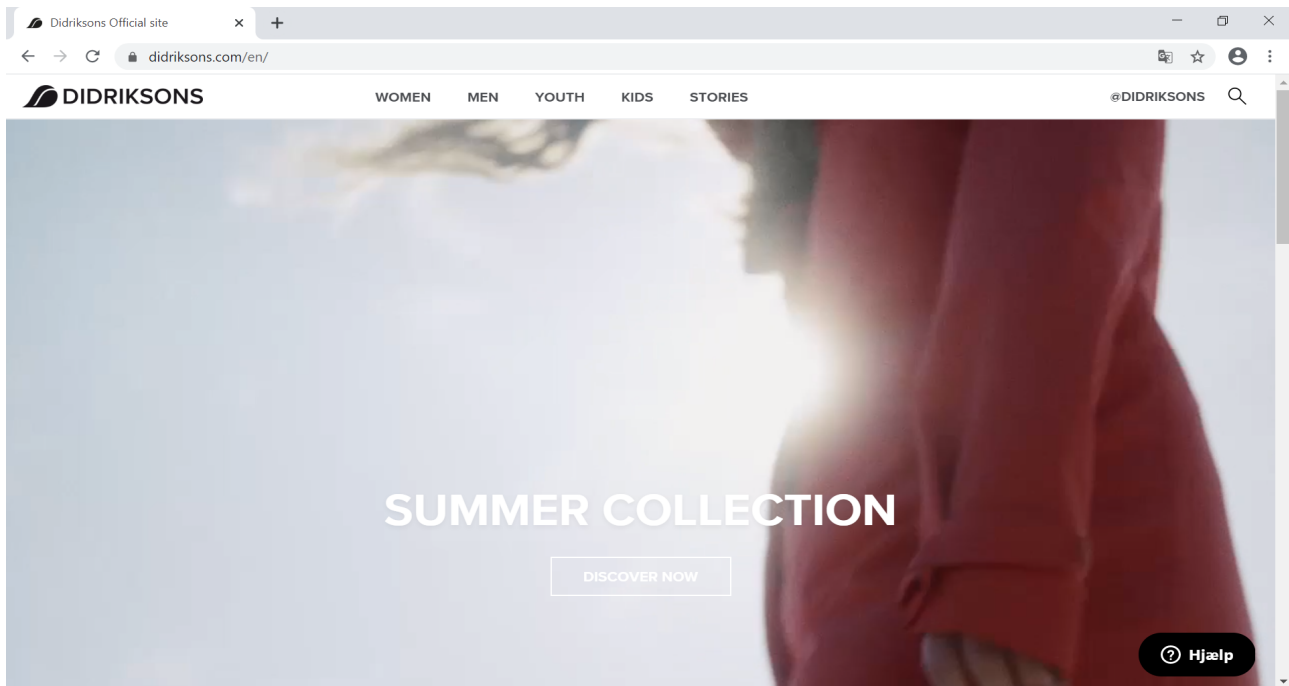 Didriksons Official site
didriksons.com/en/
DIDRIKSONS WOMEN MEN YOUTH KIDS STORIES @DIDRIKSONS
SUMMER COLLECTION
DISCOVER NOW
? Hjælp